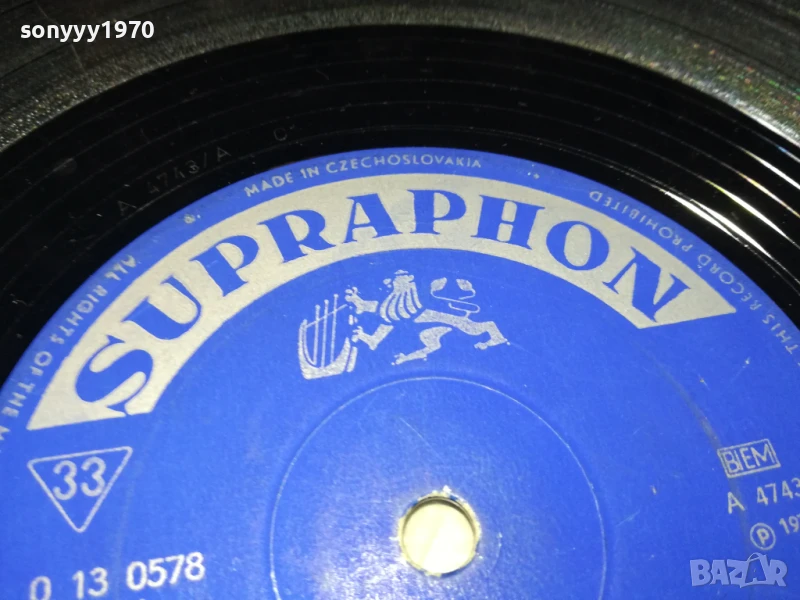 sonyyy1970
A 4743/A
MADE IN CZECHOSLOVAKIA
SUPRAPHON
ALL RIGHTS OF THE
THIS RECORD PROHIBITED
33
BIEM
A 4743
Ⓟ 19
0 13 0578
BAZAR